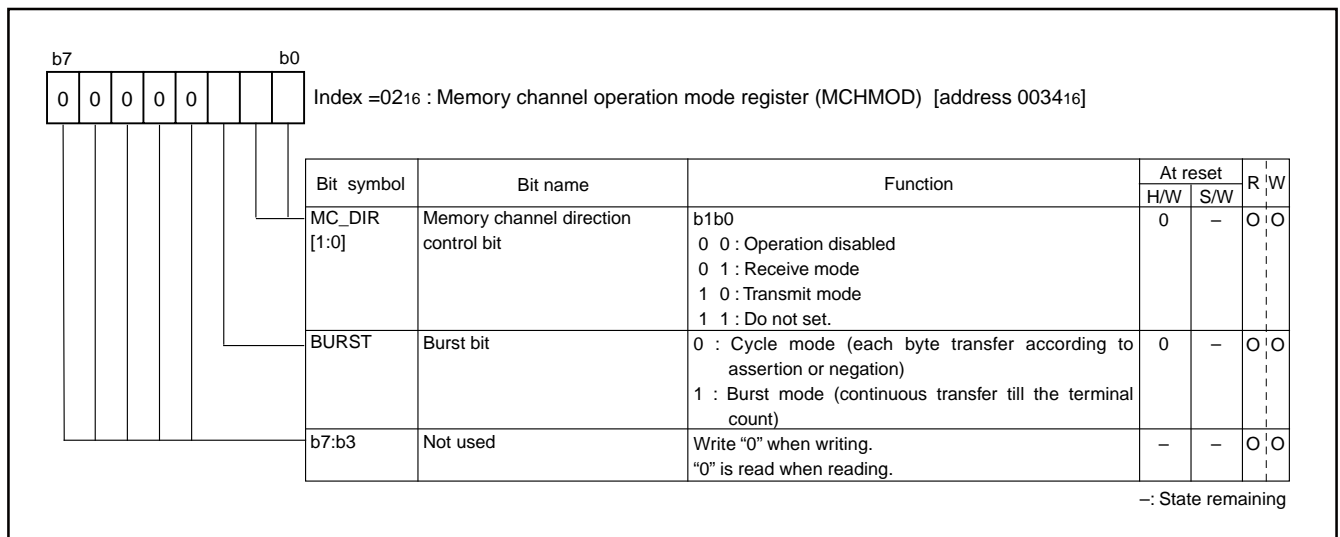 b7 b0
0 0 0 0 0 Index =0216 : Memory channel operation mode register (MCHMOD) [address 003416]
Bit symbol Bit name Function At reset R W
H/W S/W
MC_DIR Memory channel direction b1b0 0 – O O
[1:0] control bit 0 0 : Operation disabled
0 1 : Receive mode
1 0 : Transmit mode
1 1 : Do not set.
BURST Burst bit 0 : Cycle mode (each byte transfer according to 0 – O O
assertion or negation)
1 : Burst mode (continuous transfer till the terminal
count)
b7:b3 Not used Write “0” when writing. – – O O
“0” is read when reading.
–: State remaining